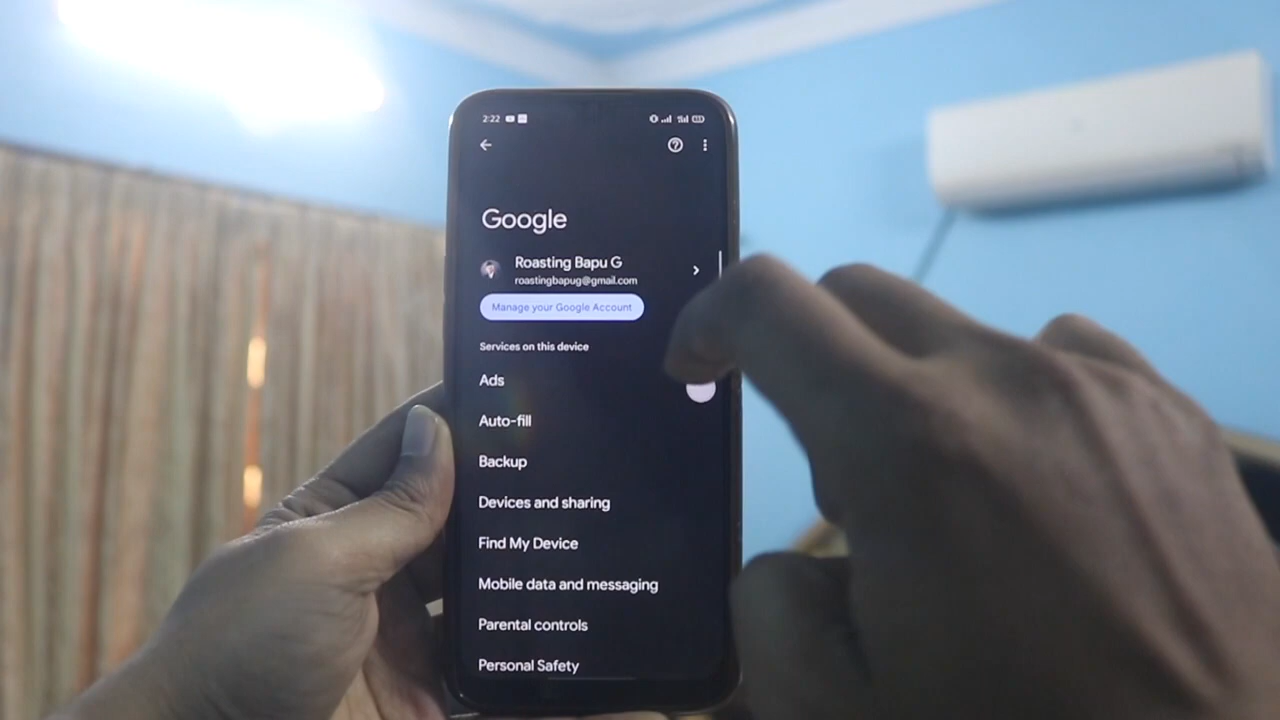 2:22
Google
Roasting Bapu G
roastingbapug@gmail.com
Manage your Google Account
Services on this device
Ads
Auto-fill
Backup
Devices and sharing
Find My Device
Mobile data and messaging
Parental controls
Personal Safety